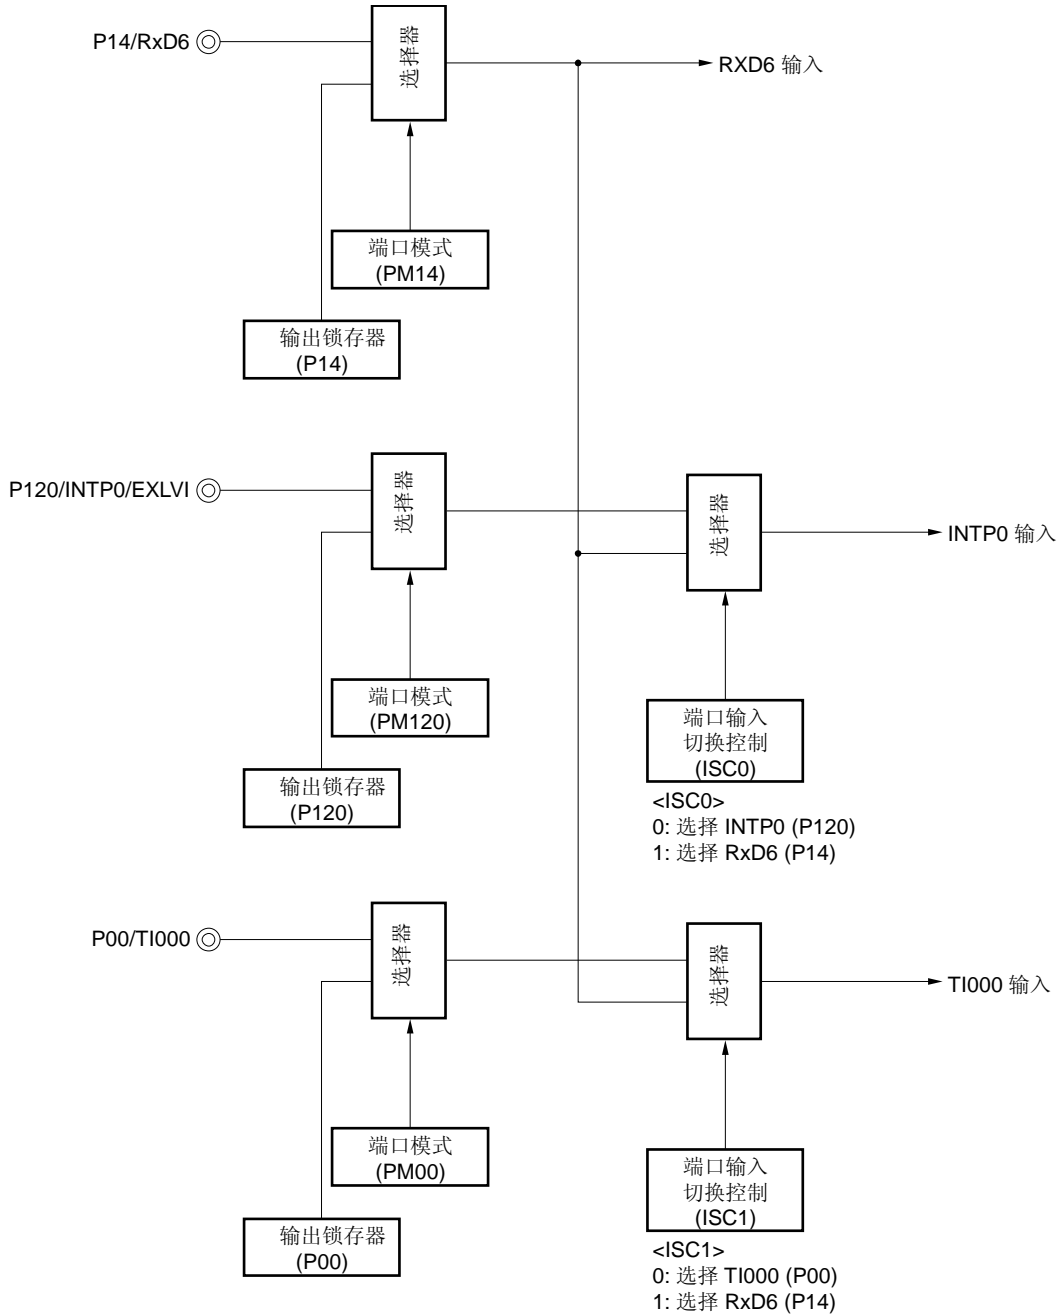 P14/RxD6
选择器
RXD6 输入
端口模式
(PM14)
输出锁存器
(P14)
P120/INTP0/EXLVI
选择器
选择器
INTP0 输入
端口模式
(PM120)
端口输入
切换控制
(ISC0)
输出锁存器
(P120)
<ISC0>
0: 选择 INTP0 (P120)
1: 选择 RxD6 (P14)
P00/TI000
选择器
选择器
TI000 输入
端口模式
(PM00)
端口输入
切换控制
(ISC1)
输出锁存器
(P00)
<ISC1>
0: 选择 TI000 (P00)
1: 选择 RxD6 (P14)